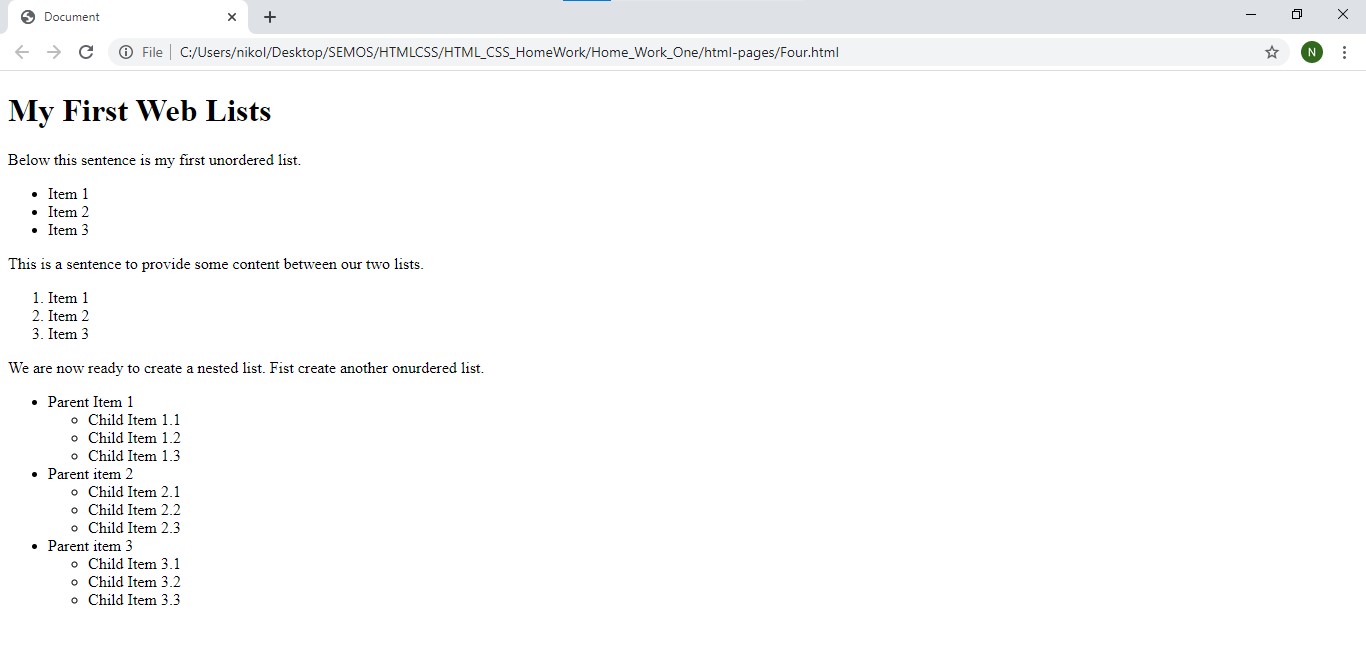 Document
File
C:/Users/nikol/Desktop/SEMOS/HTMLCSS/HTML_CSS_HomeWork/Home_Work_One/html-pages/Four.html
N
My First Web Lists
Below this sentence is my first unordered list.
• Item 1
• Item 2
• Item 3
This is a sentence to provide some content between our two lists.
1. Item 1
2. Item 2
3. Item 3
We are now ready to create a nested list. Fist create another onurdered list.
• Parent Item 1
◦ Child Item 1.1
◦ Child Item 1.2
◦ Child Item 1.3
• Parent item 2
◦ Child Item 2.1
◦ Child Item 2.2
◦ Child Item 2.3
• Parent item 3
◦ Child Item 3.1
◦ Child Item 3.2
◦ Child Item 3.3